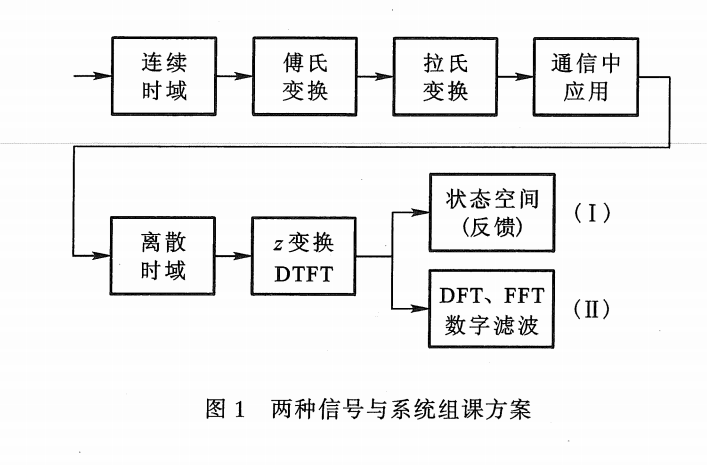 连续
时域
傅氏
变换
拉氏
变换
通信中
应用
离散
时域
z 变换
DTFT
状态空间
(反馈)
(Ⅰ)
DFT、FFT
数字滤波
(Ⅱ)
图 1 两种信号与系统组课方案